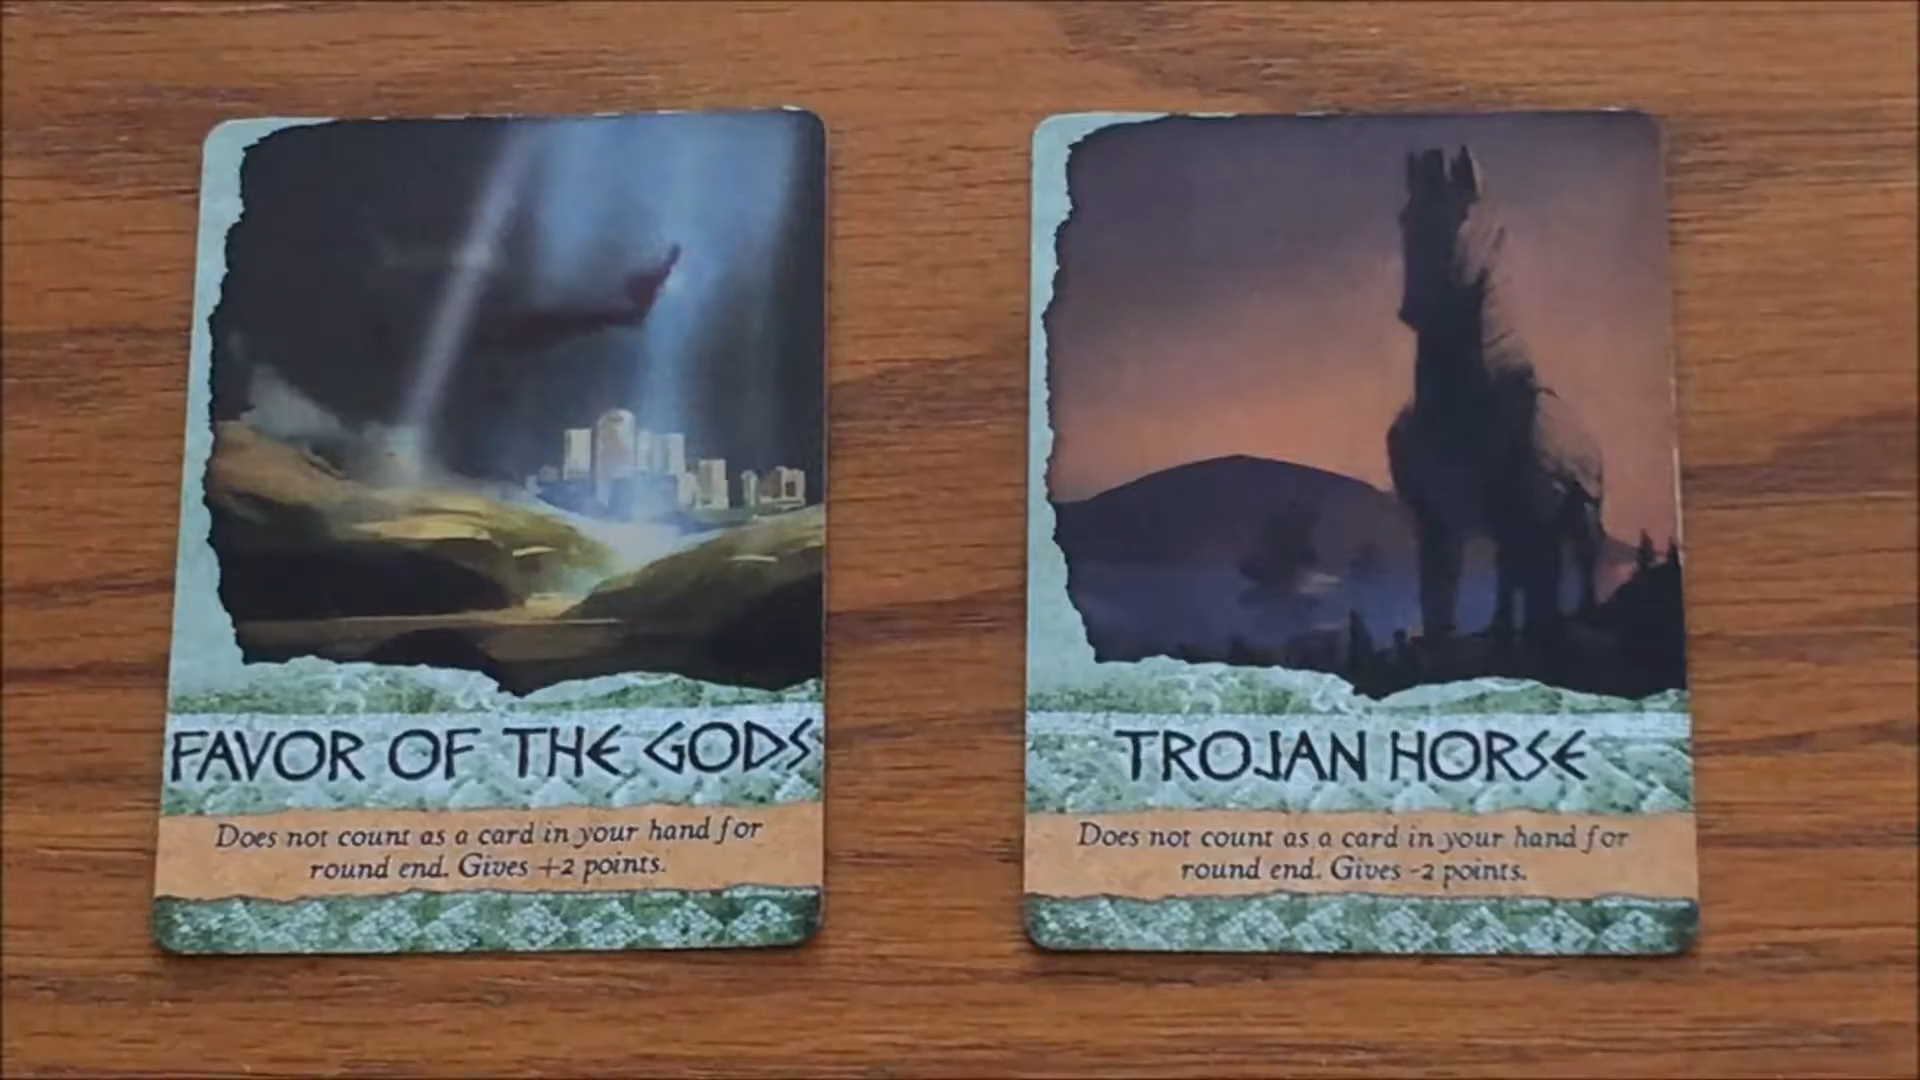 FAVOR OF THE GODS
Does not count as a card in your hand for
round end. Gives +2 points.
TROJAN HORSE
Does not count as a card in your hand for
round end. Gives -2 points.